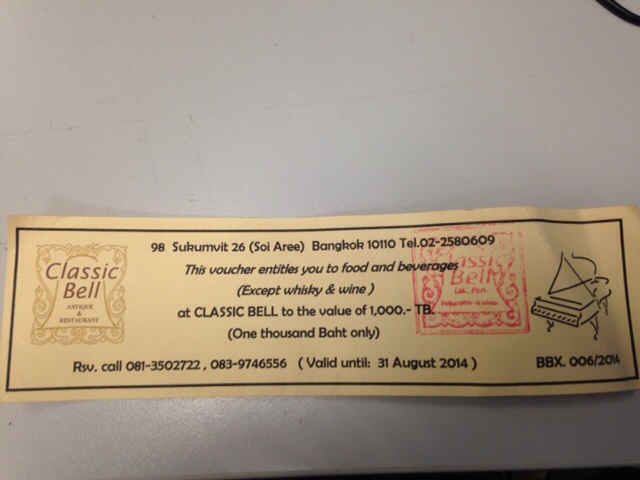 98 Sukumvit 26 (Soi Aree) Bangkok 10110 Tel.02-2580609
This voucher entitles you to food and beverages
(Except whisky & wine )
at CLASSIC BELL to the value of 1,000.- TB.
(One thousand Baht only)
Rsv. call 081-3502722 , 083-9746556 ( Valid until: 31 August 2014 )
BBX. 006/2014
Classic
Bell
ANTIQUE
&
RESTAURANT
Classic
Bell